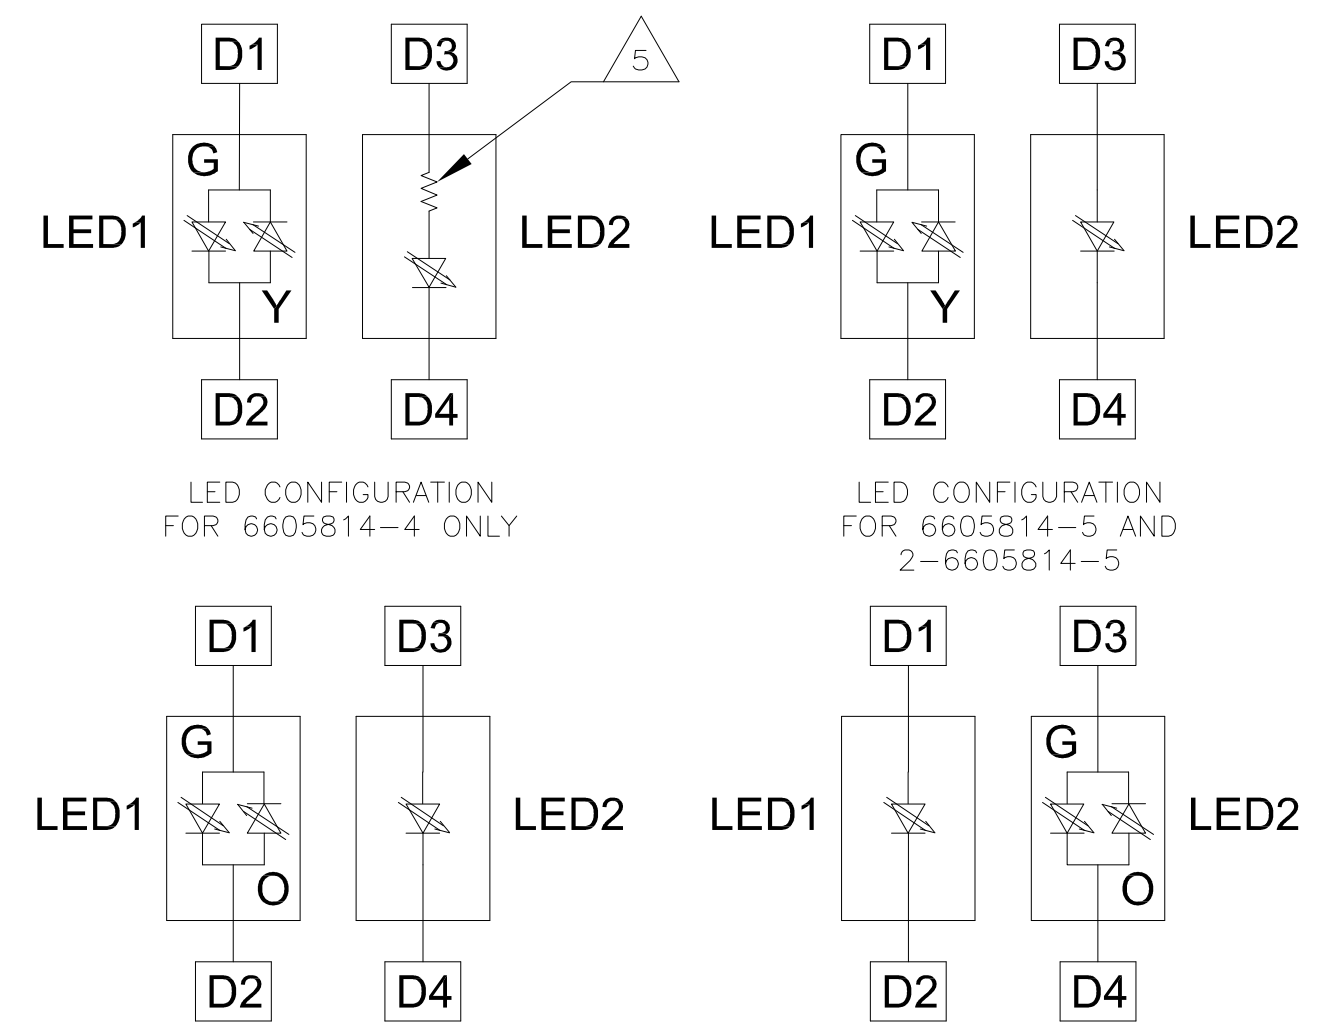 D1 D3 5 D1 D3
G G
LED1 LED2 LED1 LED2
Y Y
D2 D4 D2 D4
LED CONFIGURATION
FOR 6605814-4 ONLY
LED CONFIGURATION
FOR 6605814-5 AND
2-6605814-5
D1 D3 D1 D3
G G
LED1 LED2 LED1 LED2
O O
D2 D4 D2 D4